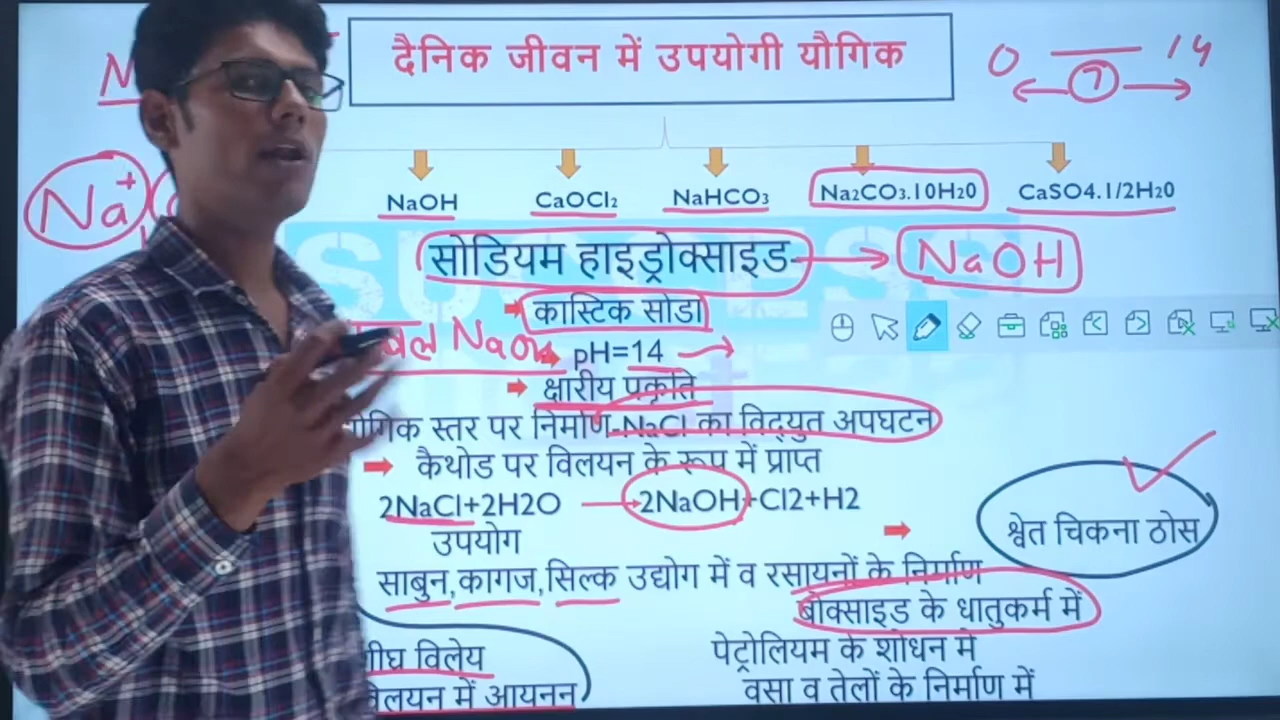 दैनिक जीवन में उपयोगी यौगिक
0 14
7
NaOH CaOCl2 NaHCO3 Na2CO3.10H20 CaSO4.1/2H20
Na+
सोडियम हाइड्रोक्साइड NaOH
कास्टिक सोडा
NaOH
pH=14
क्षारीय प्रकृति
स्तर पर निर्माण-NaCl का विद्युत अपघटन
कैथोड पर विलयन के रूप में प्राप्त
2NaCl+2H2O 2NaOH+Cl2+H2
श्वेत चिकना ठोस
उपयोग
साबुन,कागज,सिल्क उद्योग में व रसायनों के निर्माण
बोक्साइड के धातुकर्म में
विलेय पेट्रोलियम के शोधन में
में आयनन वसा व तेलों के निर्माण में